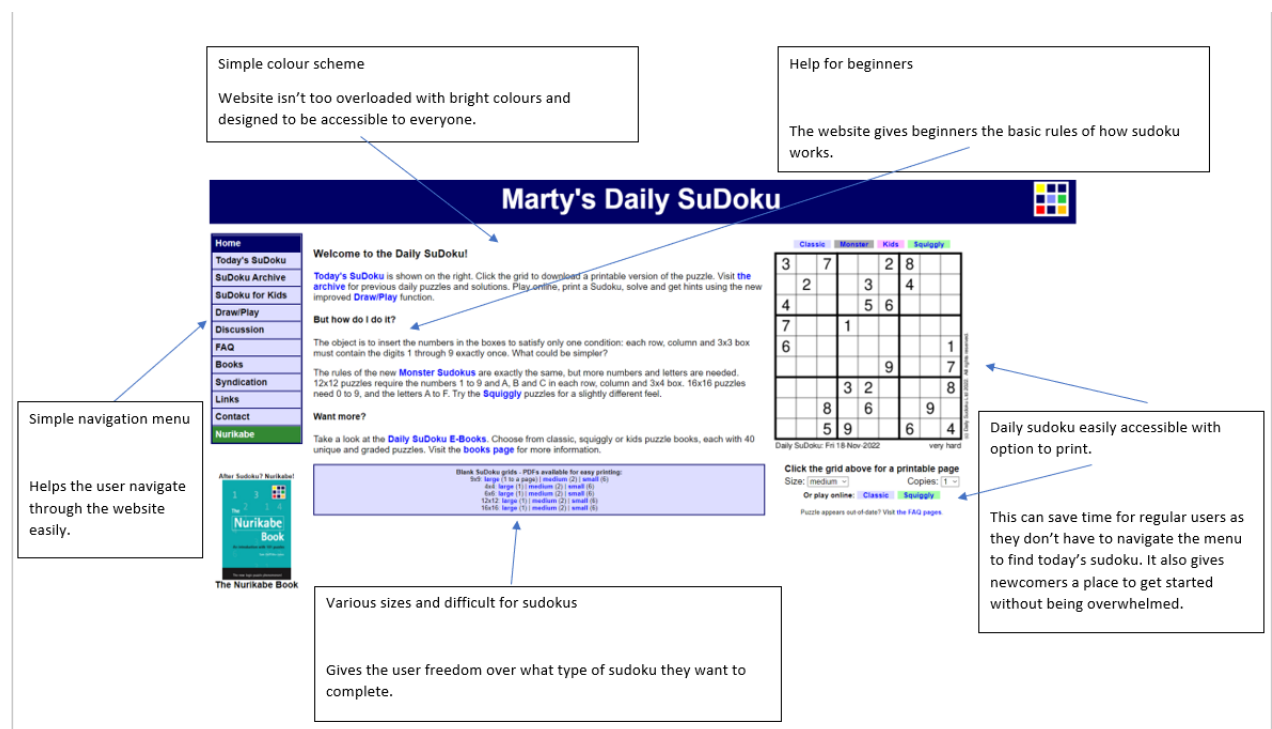 Simple colour scheme
Website isn't too overloaded with bright colours and
designed to be accessible to everyone.
Help for beginners
The website gives beginners the basic rules of how sudoku
works.
Marty's Daily SuDoku
Home
Today's SuDoku
SuDoku Archive
SuDoku for Kids
Draw/Play
Discussion
FAQ
Books
Syndication
Links
Contact
Nurikabe
Welcome to the Daily SuDoku!
Today's SuDoku is shown on the right. Click the grid to download a printable version of the puzzle. Visit the
archive for previous daily puzzles and solutions. Play online, print a Sudoku, solve and get hints using the new
improved Draw/Play function.
But how do I do it?
The object is to insert the numbers in the boxes to satisfy only one condition: each row, column and 3x3 box
must contain the digits 1 through 9 exactly once. What could be simpler?
The rules of the new Monster Sudokus are exactly the same, but more numbers and letters are needed.
12x12 puzzles require the numbers 1 to 9 and A, B and C in each row, column and 3x4 box. 16x16 puzzles
need 0 to 9, and the letters A to F. Try the Squiggly puzzles for a slightly different feel.
Want more?
Take a look at the Daily SuDoku E-Books. Choose from classic, squiggly or kids puzzle books, each with 40
unique and graded puzzles. Visit the books page for more information.
Blank SuDoku grids - PDFs available for easy printing:
9x9: large (1 to a page) | medium (2) | small (6)
4x4: large (1) | medium (2) | small (6)
6x6: large (1) | medium (2) | small (6)
12x12: large (1) | medium (2) | small (6)
16x16: large (1) | medium (2) | small (6)
Classic Monster Kids Squiggly
3 7 2 8
2 3 4
4 5 6
7 1
6 1
9 7
3 2 8
8 6 9
5 9 6 4
(c) Daily SuDoku Ltd 2022. All rights reserved.
Daily SuDoku: Fri 18-Nov-2022 very hard
Click the grid above for a printable page
Size: medium Copies: 1
Or play online: Classic Squiggly
Puzzle appears out-of-date? Visit the FAQ pages
After Sudoku? Nurikabe!
1 3
2 1 4
The
Nurikabe
Book
The Nurikabe Book
Simple navigation menu
Helps the user navigate
through the website
easily.
Daily sudoku easily accessible with
option to print.
This can save time for regular users as
they don't have to navigate the menu
to find today's sudoku. It also gives
newcomers a place to get started
without being overwhelmed.
Various sizes and difficult for sudokus
Gives the user freedom over what type of sudoku they want to
complete.